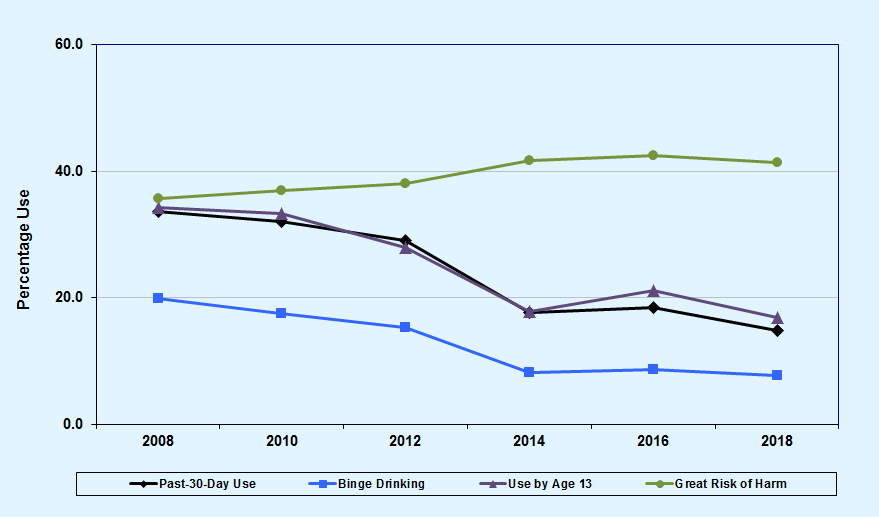 60.0
40.0
20.0
0.0
Percentage Use
2008 2010 2012 2014 2016 2018
Past-30-Day Use Binge Drinking Use by Age 13 Great Risk of Harm